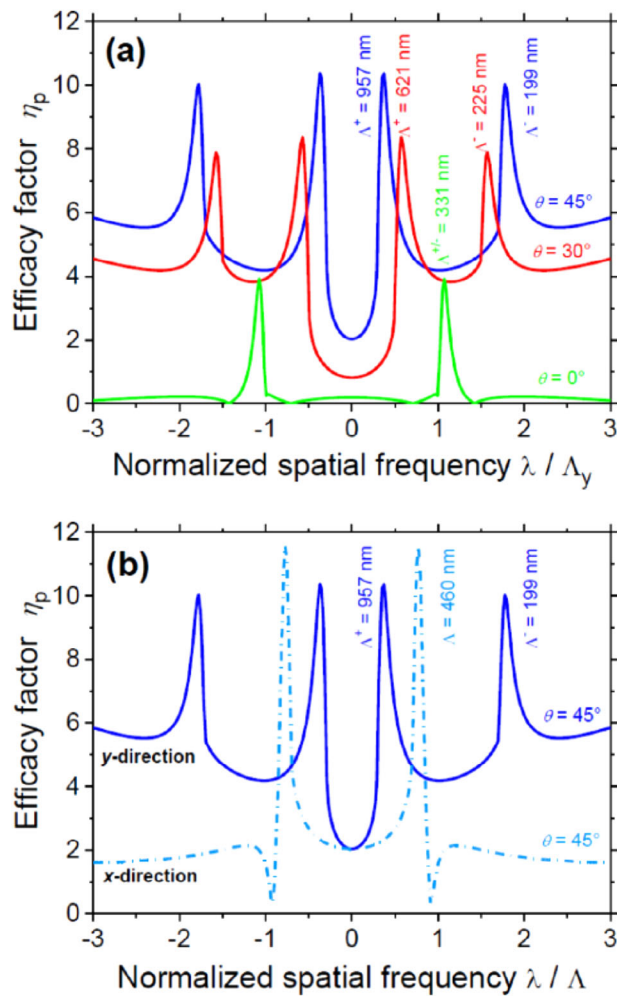 (a)
Efficacy factor ηp
12
10
8
6
4
2
0
Λ⁺ = 957 nm
Λ⁺ = 621 nm
Λ⁺/⁻ = 331 nm
Λ⁻ = 225 nm
Λ⁻ = 199 nm
θ = 45°
θ = 30°
θ = 0°
-3 -2 -1 0 1 2 3
Normalized spatial frequency λ / Λy
(b)
Efficacy factor ηp
12
10
8
6
4
2
0
Λ⁺ = 957 nm
Λ = 460 nm
Λ⁻ = 199 nm
θ = 45°
y-direction
θ = 45°
x-direction
-3 -2 -1 0 1 2 3
Normalized spatial frequency λ / Λ